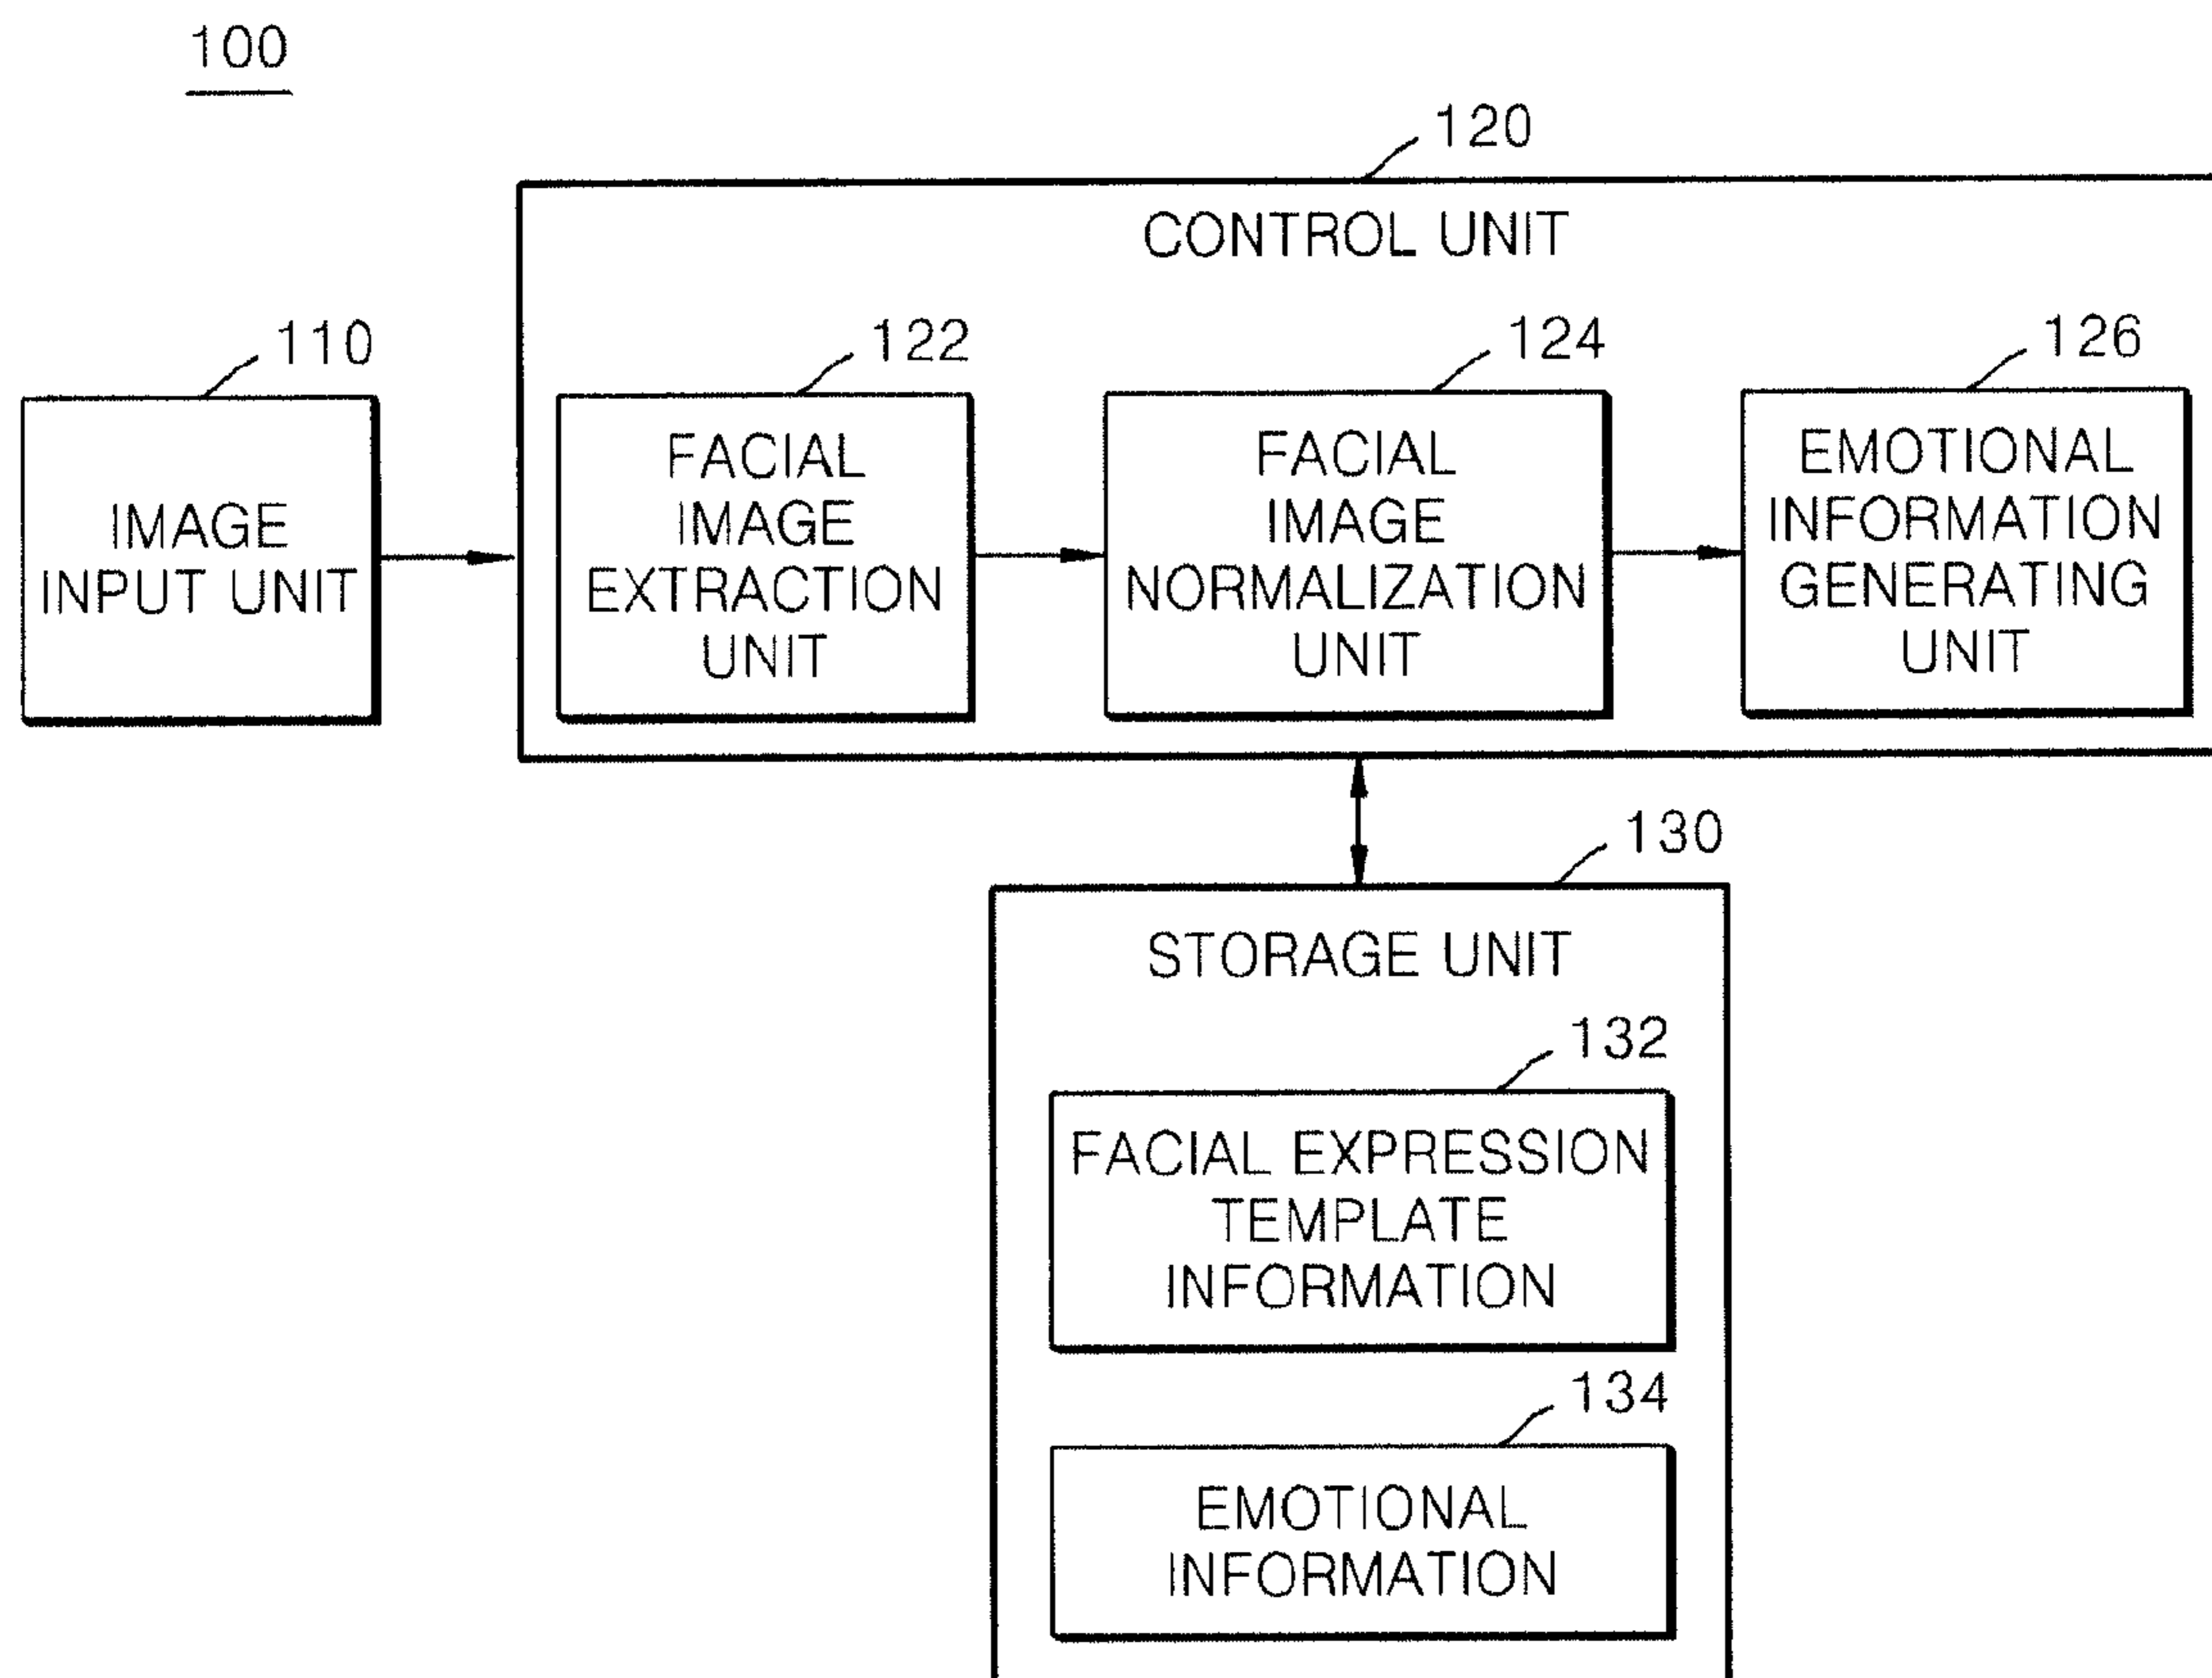 100
120
CONTROL UNIT
110
IMAGE
INPUT UNIT
122
FACIAL
IMAGE
EXTRACTION
UNIT
124
FACIAL
IMAGE
NORMALIZATION
UNIT
126
EMOTIONAL
INFORMATION
GENERATING
UNIT
130
STORAGE UNIT
132
FACIAL EXPRESSION
TEMPLATE
INFORMATION
134
EMOTIONAL
INFORMATION